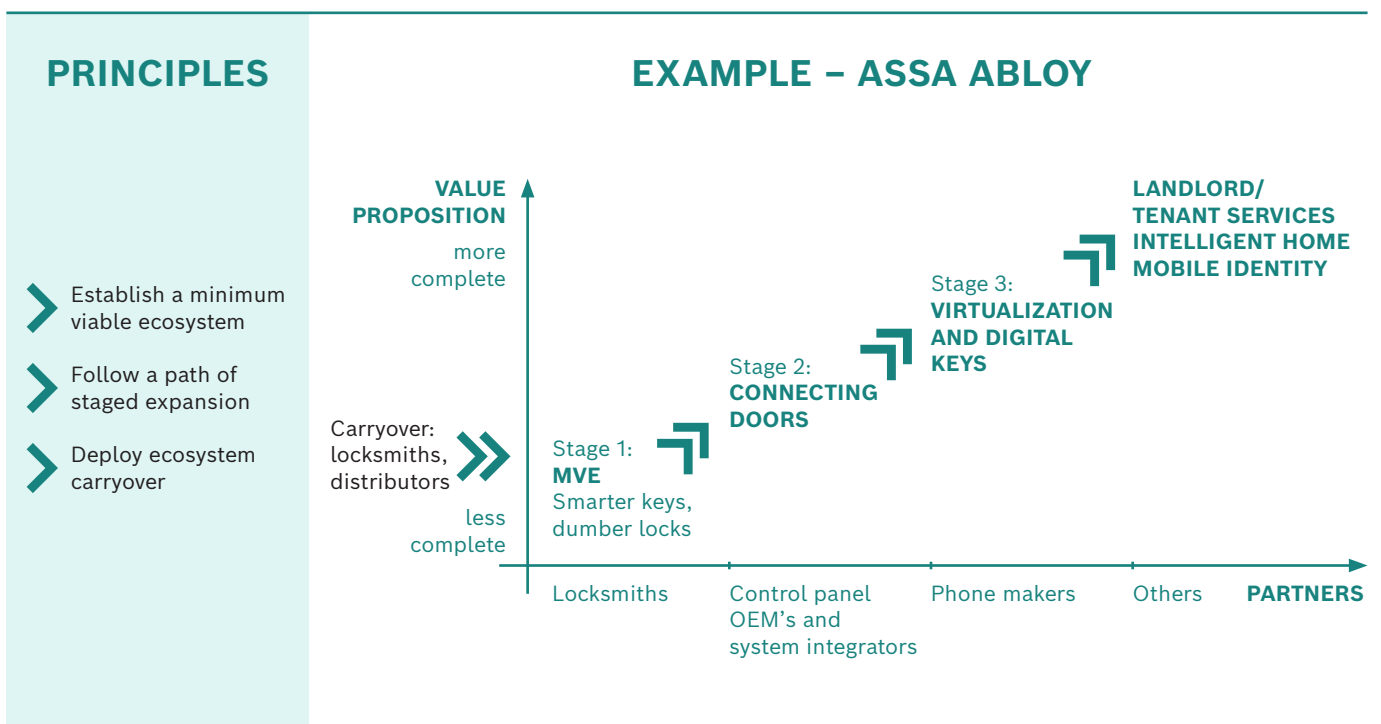 PRINCIPLES
Establish a minimum
viable ecosystem
Follow a path of
staged expansion
Deploy ecosystem
carryover
EXAMPLE – ASSA ABLOY
VALUE
PROPOSITION
more
complete
Carryover:
locksmiths,
distributors
less
complete
Stage 1:
MVE
Smarter keys,
dumber locks
Stage 2:
CONNECTING
DOORS
Stage 3:
VIRTUALIZATION
AND DIGITAL
KEYS
LANDLORD/
TENANT SERVICES
INTELLIGENT HOME
MOBILE IDENTITY
Locksmiths
Control panel
OEM’s and
system integrators
Phone makers
Others
PARTNERS